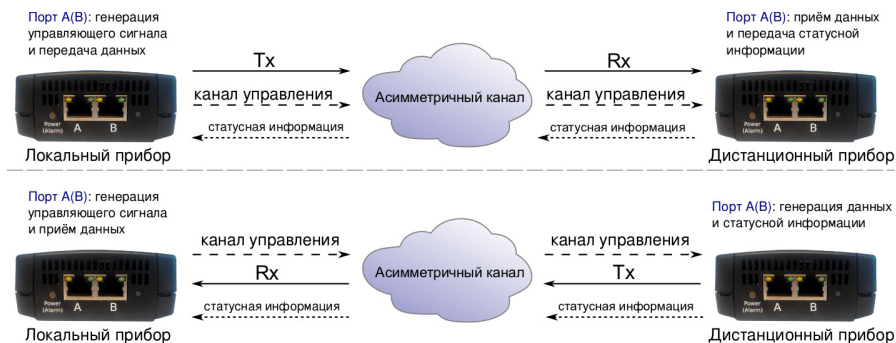 Порт A(B): генерация
управляющего сигнала
и передача данных
Порт A(B): приём данных
и передача статусной
информации
Tx
Rx
канал управления
Асимметричный канал
канал управления
статусная информация
статусная информация
Power
(Alarm)
A
B
Power
(Alarm)
A
B
Локальный прибор
Дистанционный прибор
Порт A(B): генерация
управляющего сигнала
и приём данных
Порт A(B): генерация данных
и статусной информации
канал управления
канал управления
Rx
Асимметричный канал
Tx
статусная информация
статусная информация
Power
(Alarm)
A
B
Power
(Alarm)
A
B
Локальный прибор
Дистанционный прибор